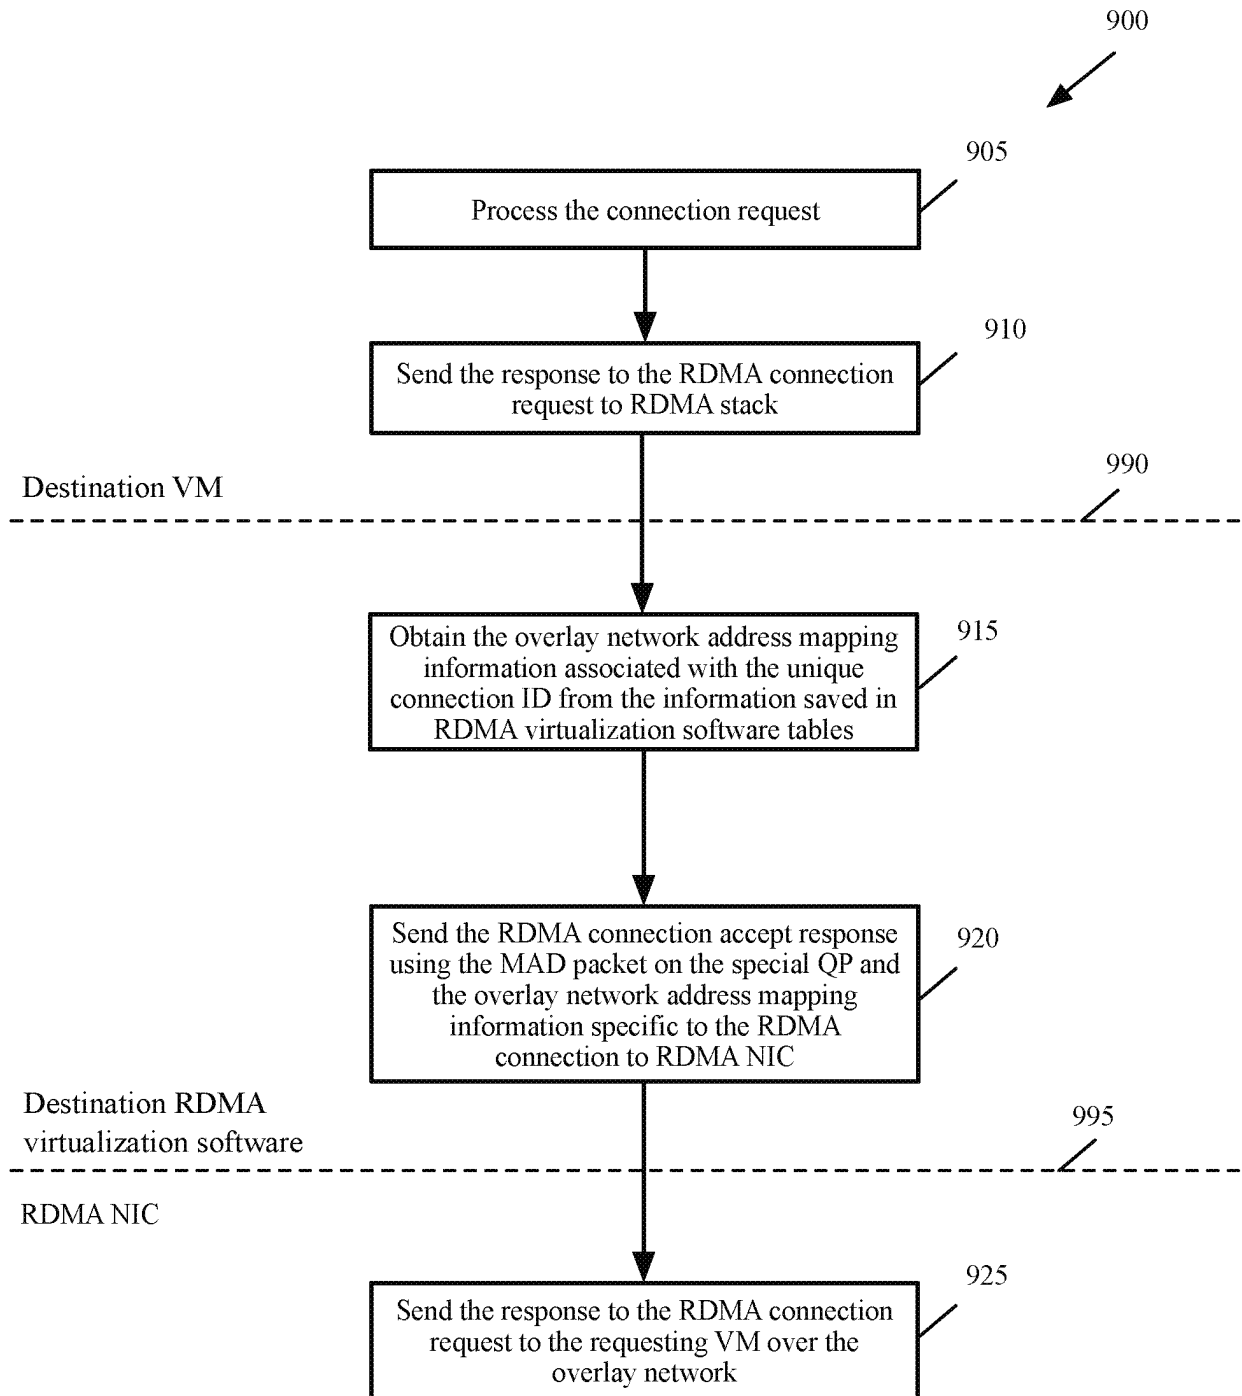 900
905
Process the connection request
910
Send the response to the RDMA connection
request to RDMA stack
990
Destination VM
915
Obtain the overlay network address mapping
information associated with the unique
connection ID from the information saved in
RDMA virtualization software tables
920
Send the RDMA connection accept response
using the MAD packet on the special QP and
the overlay network address mapping
information specific to the RDMA
connection to RDMA NIC
Destination RDMA
virtualization software
995
RDMA NIC
925
Send the response to the RDMA connection
request to the requesting VM over the
overlay network